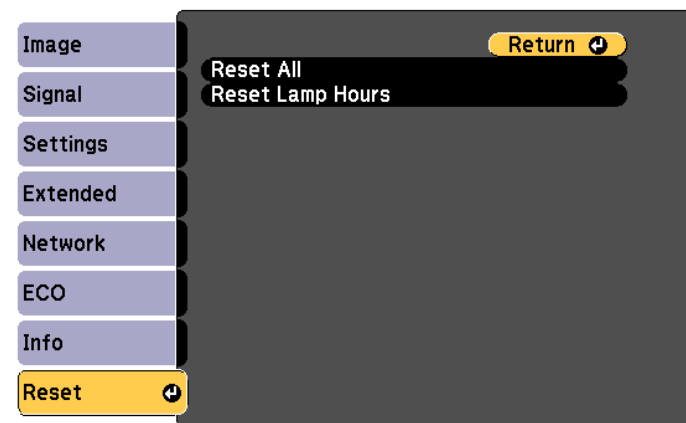 Image
Signal
Settings
Extended
Network
ECO
Info
Reset
Return
Reset All
Reset Lamp Hours